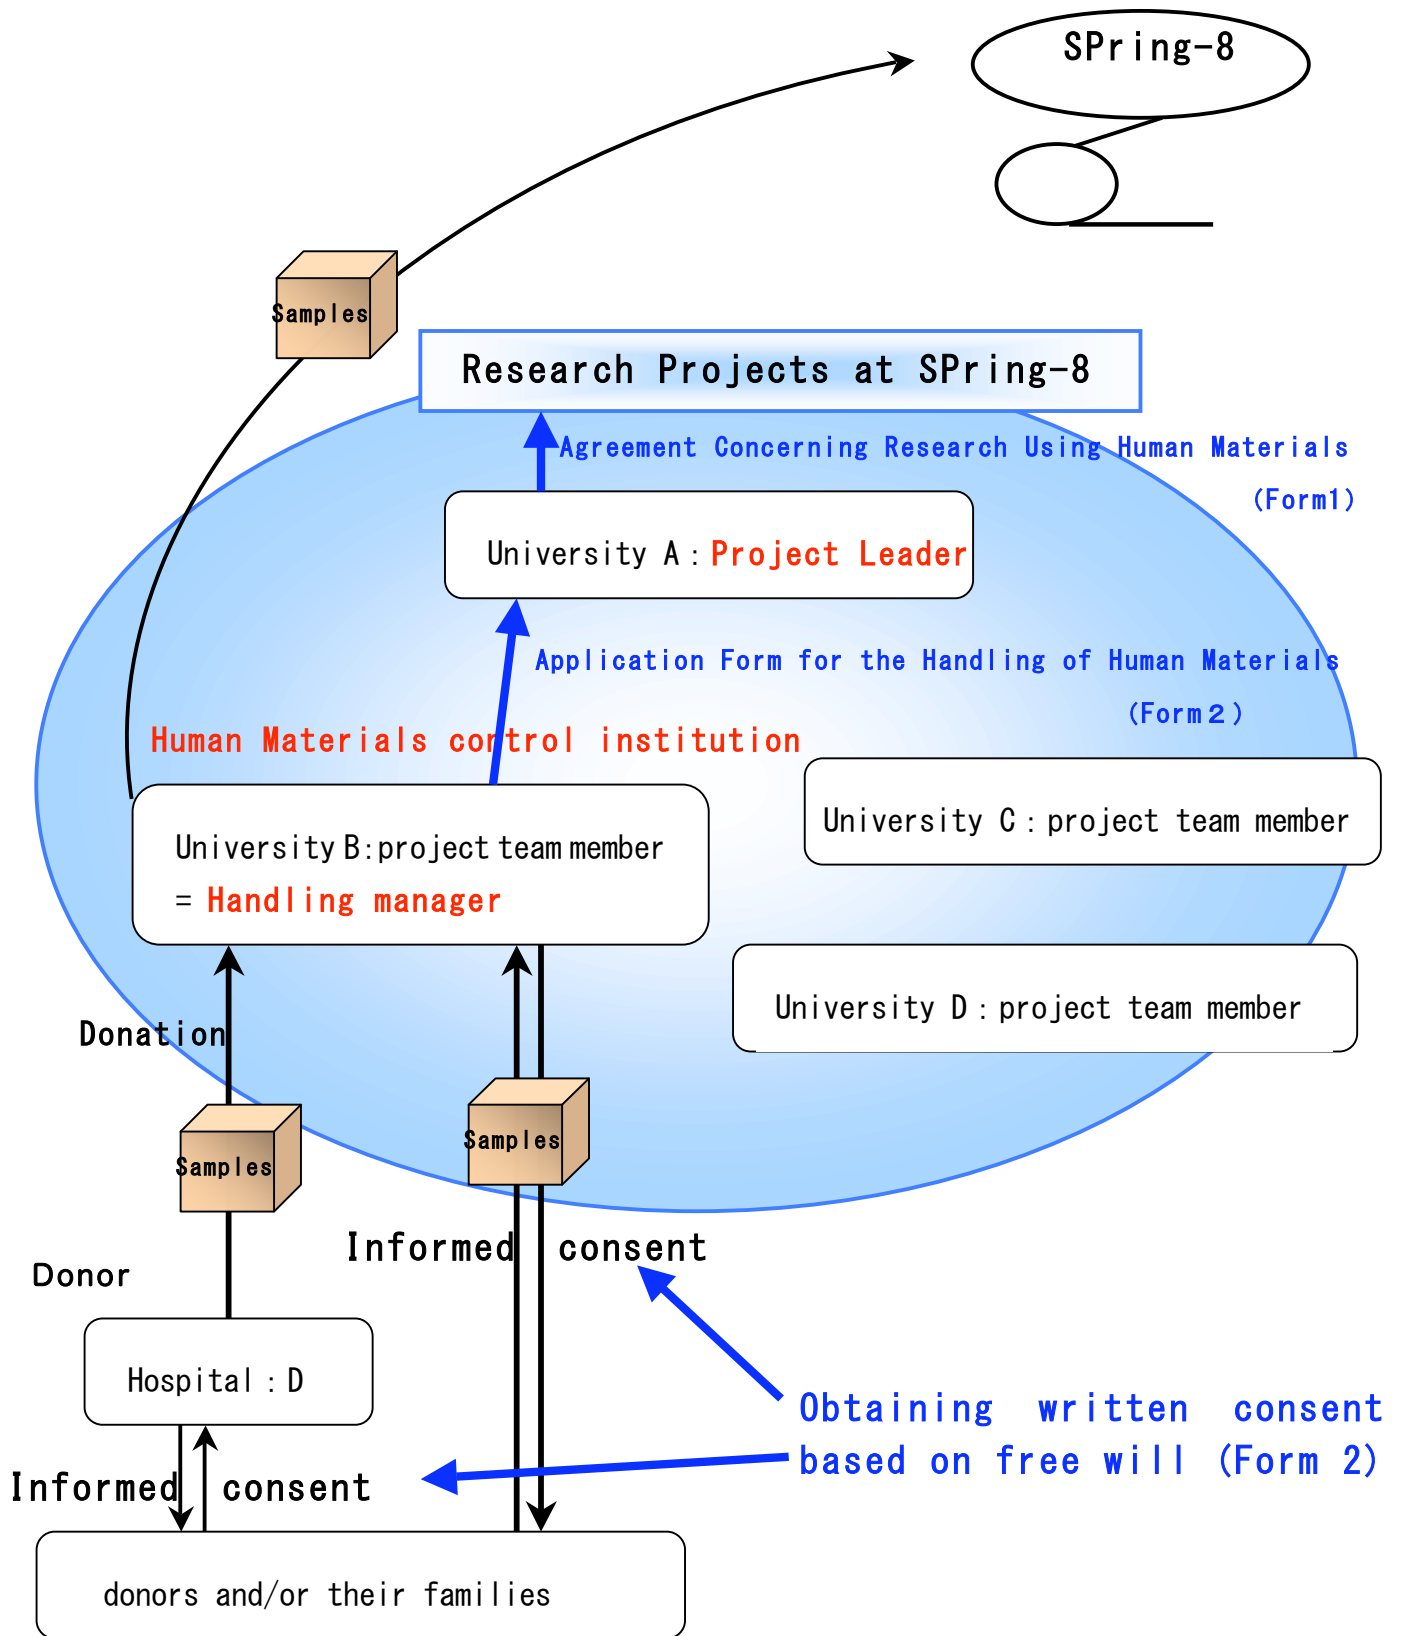 SPring-8
Samples
Research Projects at SPring-8
Agreement Concerning Research Using Human Materials
(Form1)
University A：Project Leader
Application Form for the Handling of Human Materials
(Form２)
Human Materials control institution
University C：project team member
University B:project team member
= Handling manager
University D：project team member
Donation
Samples
Samples
Informed consent
Donor
Hospital：D
Obtaining written consent
based on free will (Form 2)
Informed consent
donors and/or their families